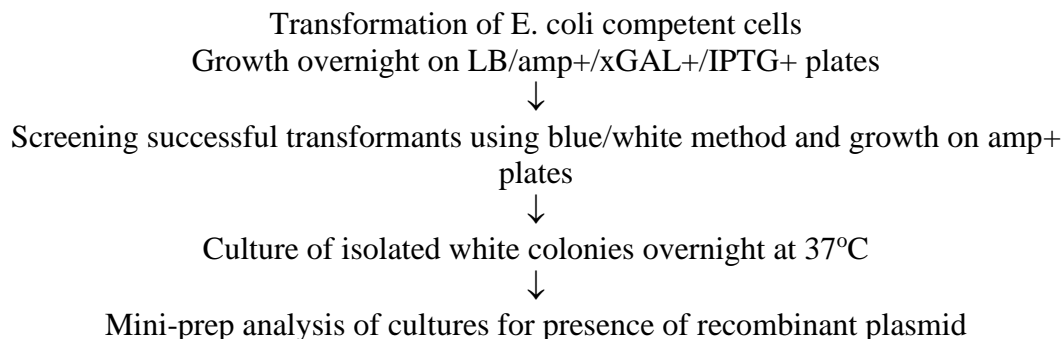 Transformation of E. coli competent cells
Growth overnight on LB/amp+/xGAL+/IPTG+ plates
↓
Screening successful transformants using blue/white method and growth on amp+
plates
↓
Culture of isolated white colonies overnight at 37°C
↓
Mini-prep analysis of cultures for presence of recombinant plasmid